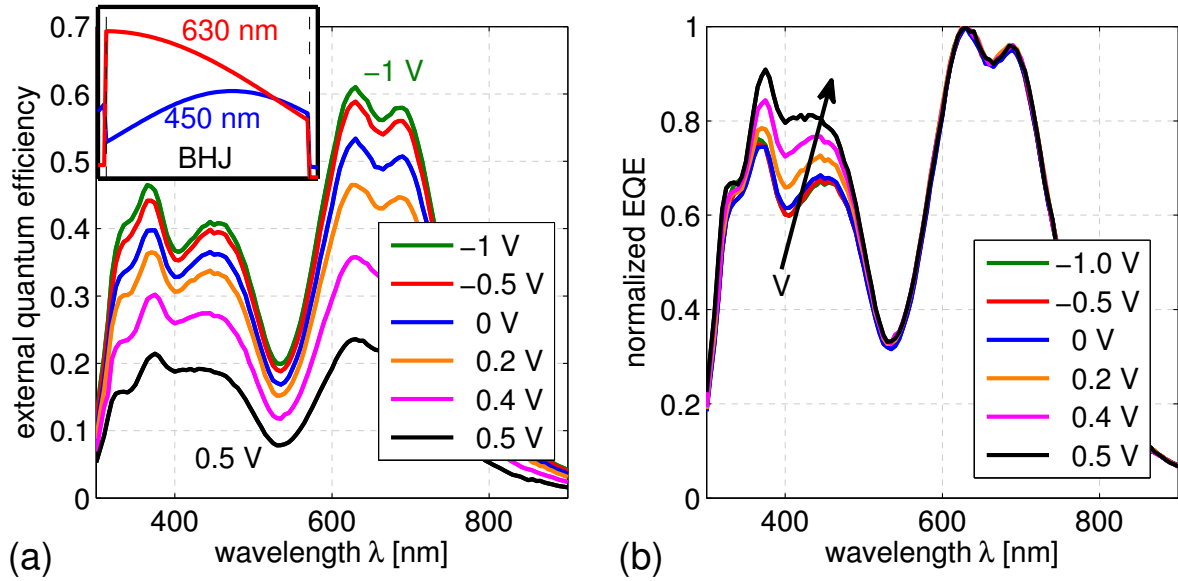 0.7
0.6
0.5
0.4
0.3
0.2
0.1
0
external quantum efficiency
630 nm
450 nm
BHJ
−1 V
0.5 V
−1 V
−0.5 V
0 V
0.2 V
0.4 V
0.5 V
400
600
800
wavelength λ [nm]
(a)
1
0.8
0.6
0.4
0.2
0
normalized EQE
V
−1.0 V
−0.5 V
0 V
0.2 V
0.4 V
0.5 V
400
600
800
wavelength λ [nm]
(b)